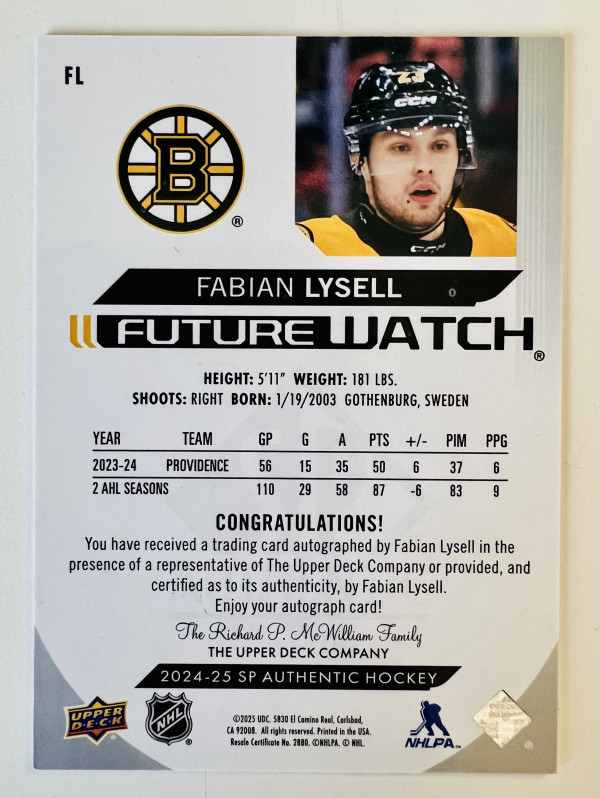 FL
23
CCM
B
®
FABIAN LYSELL
FUTURE WATCH®
HEIGHT: 5'11" WEIGHT: 181 LBS.
SHOOTS: RIGHT BORN: 1/19/2003 GOTHENBURG, SWEDEN
YEAR TEAM GP G A PTS +/- PIM PPG
2023-24 PROVIDENCE 56 15 35 50 6 37 6
2 AHL SEASONS 110 29 58 87 -6 83 9
CONGRATULATIONS!
You have received a trading card autographed by Fabian Lysell in the
presence of a representative of The Upper Deck Company or provided, and
certified as to its authenticity, by Fabian Lysell.
Enjoy your autograph card!
The Richard P. McWilliam Family
THE UPPER DECK COMPANY
2024-25 SP AUTHENTIC HOCKEY
UPPER
D·E·C·K
NHL
©2025 UDC. 5830 El Camino Real, Carlsbad,
CA 92008. All rights reserved. Printed in the USA.
Resale Certificate No. 2880. ©NHLPA. © NHL.
NHLPA™